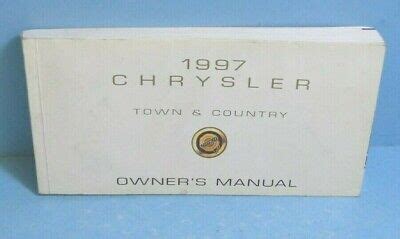 1997
CHRYSLER
TOWN & COUNTRY
OWNER'S MANUAL